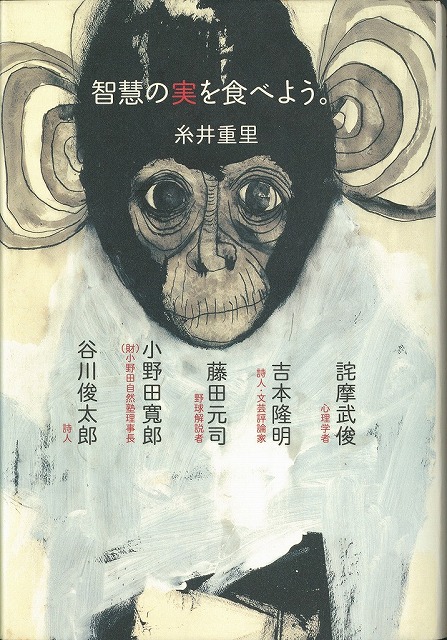 智慧の実を食べよう。
糸井重里
詫摩武俊
心理学者
吉本隆明
詩人・文芸評論家
藤田元司
野球解説者
小野田寛郎
(財)小野田自然塾理事長
谷川俊太郎
詩人